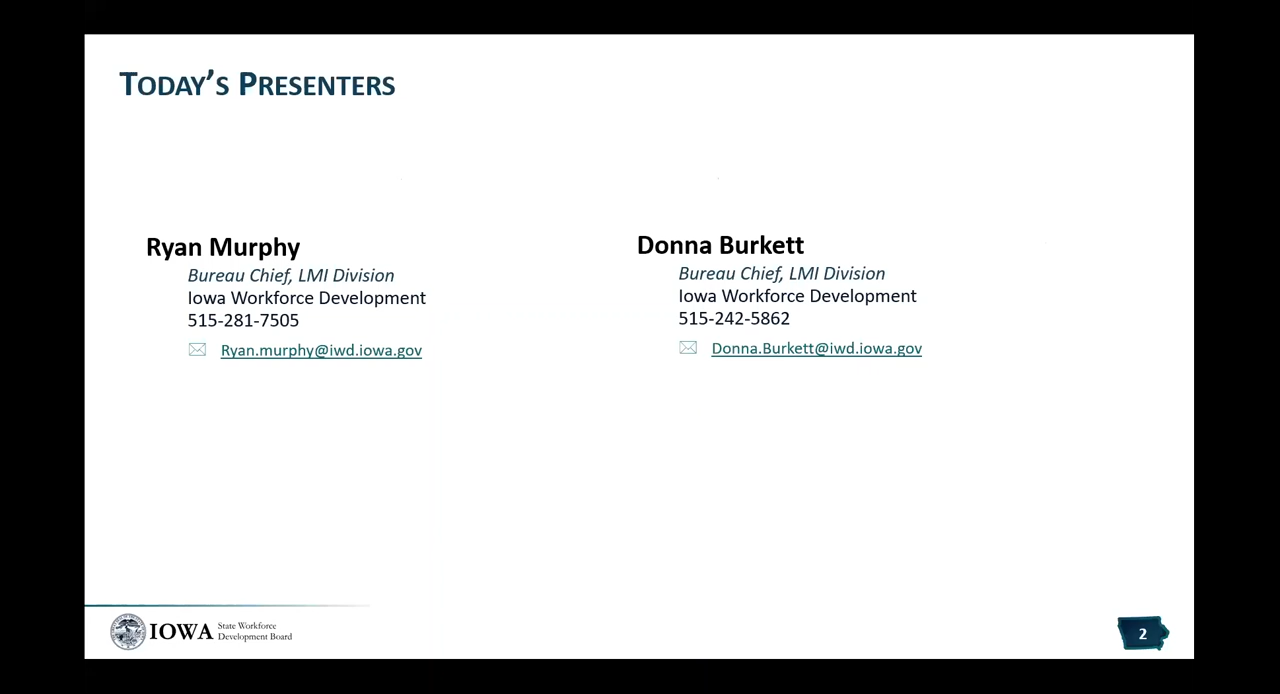 TODAY'S PRESENTERS
Ryan Murphy
Bureau Chief, LMI Division
Iowa Workforce Development
515-281-7505
Ryan.murphy@iwd.iowa.gov
Donna Burkett
Bureau Chief, LMI Division
Iowa Workforce Development
515-242-5862
Donna.Burkett@iwd.iowa.gov
IOWA
State Workforce
Development Board
2